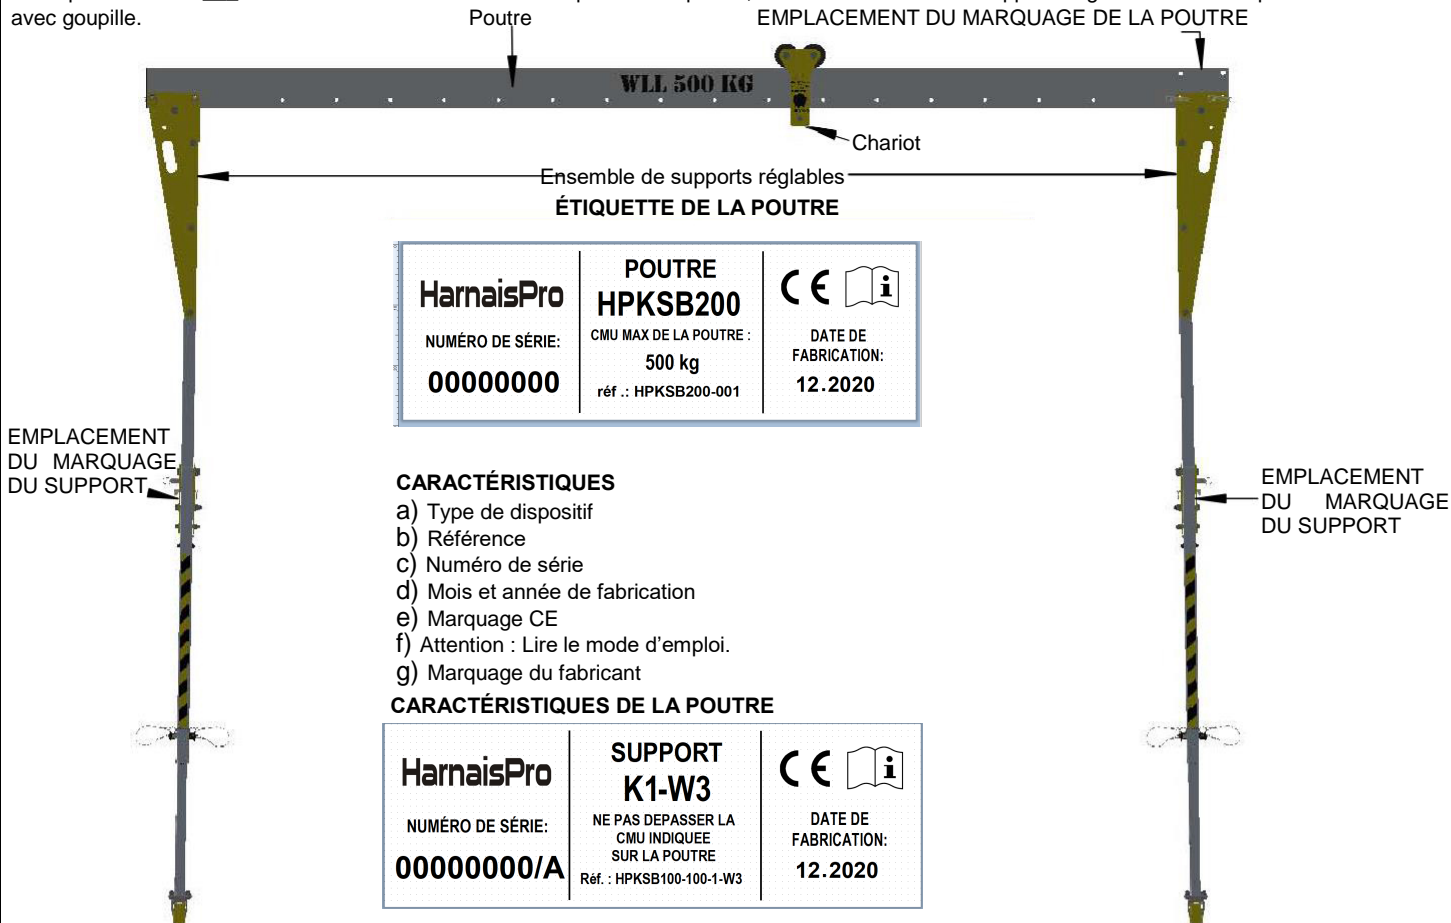 avec goupille.
Poutre
EMPLACEMENT DU MARQUAGE DE LA POUTRE
WLL 500 KG
Chariot
Ensemble de supports réglables
ÉTIQUETTE DE LA POUTRE
HarnaisPro
NUMÉRO DE SÉRIE:
00000000
POUTRE
HPKSB200
CMU MAX DE LA POUTRE :
500 kg
réf .: HPKSB200-001
CE
DATE DE
FABRICATION:
12.2020
EMPLACEMENT
DU MARQUAGE
DU SUPPORT
EMPLACEMENT
DU MARQUAGE
DU SUPPORT
CARACTÉRISTIQUES
a) Type de dispositif
b) Référence
c) Numéro de série
d) Mois et année de fabrication
e) Marquage CE
f) Attention : Lire le mode d'emploi.
g) Marquage du fabricant
CARACTÉRISTIQUES DE LA POUTRE
HarnaisPro
NUMÉRO DE SÉRIE:
00000000/A
SUPPORT
K1-W3
NE PAS DEPASSER LA
CMU INDIQUEE
SUR LA POUTRE
Réf. : HPKSB100-100-1-W3
CE
DATE DE
FABRICATION:
12.2020